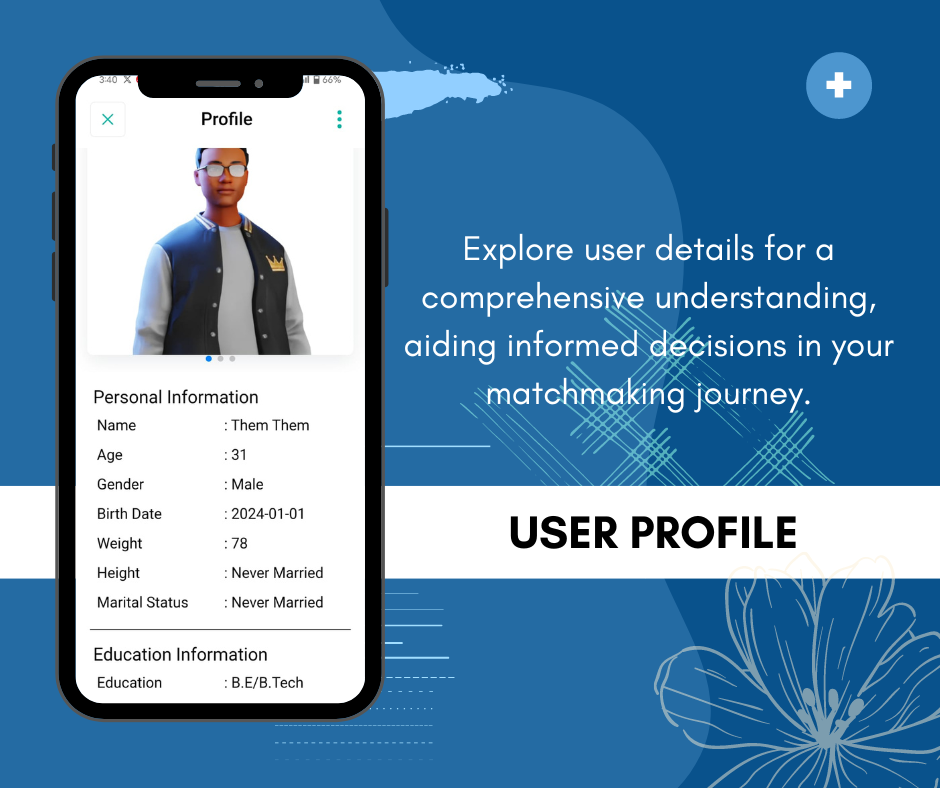 3:40
66%
Profile
Personal Information
Name : Them Them
Age : 31
Gender : Male
Birth Date : 2024-01-01
Weight : 78
Height : Never Married
Marital Status : Never Married
Education Information
Education : B.E/B.Tech
Explore user details for a
comprehensive understanding,
aiding informed decisions in your
matchmaking journey.
USER PROFILE